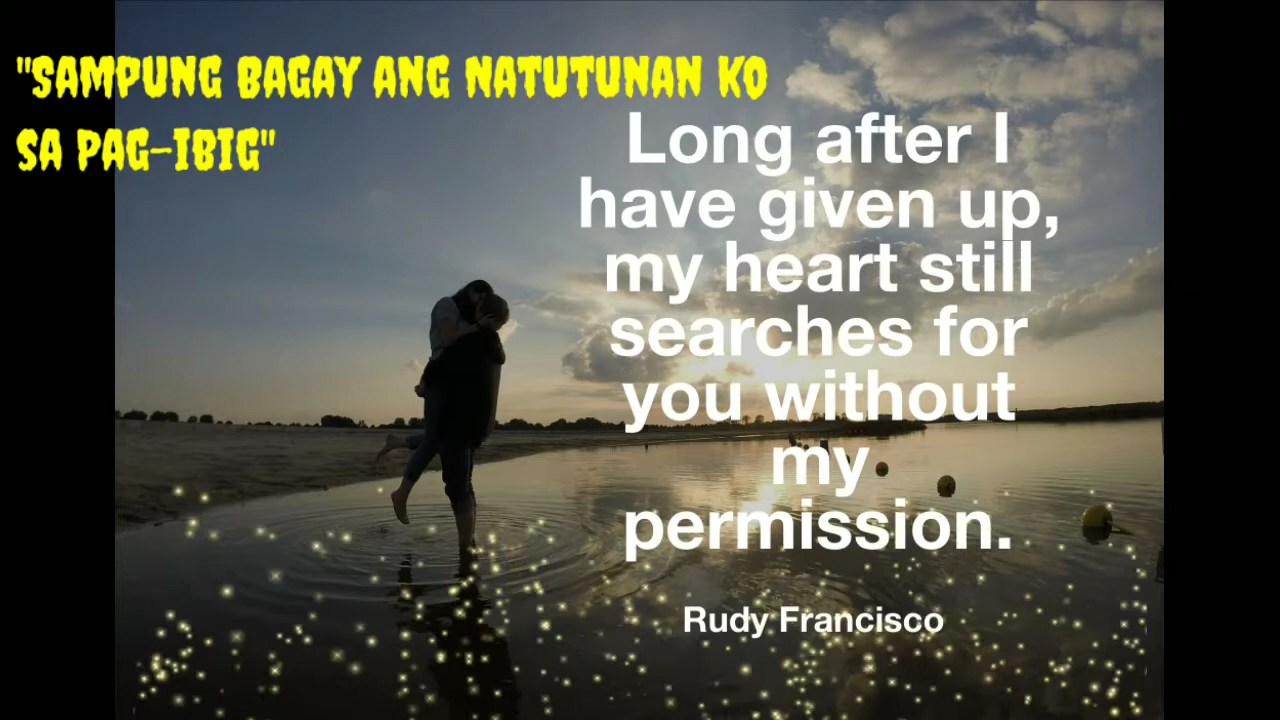 "SAMPUNG BAGAY ANG NATUTUNAN KO
SA PAG-IBIG"
Long after I
have given up,
my heart still
searches for
you without
my
permission.
Rudy Francisco